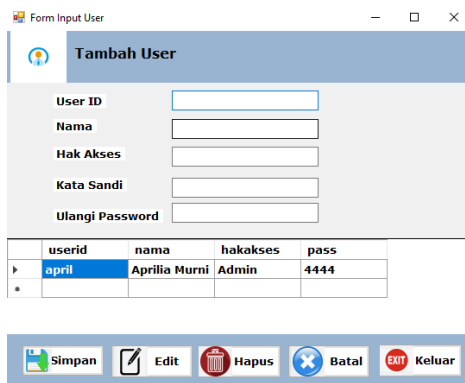 Form Input User
Tambah User
User ID
Nama
Hak Akses
Kata Sandi
Ulangi Password
userid nama hakakses pass
april Aprilia Murni Admin 4444
Simpan Edit Hapus Batal EXIT Keluar